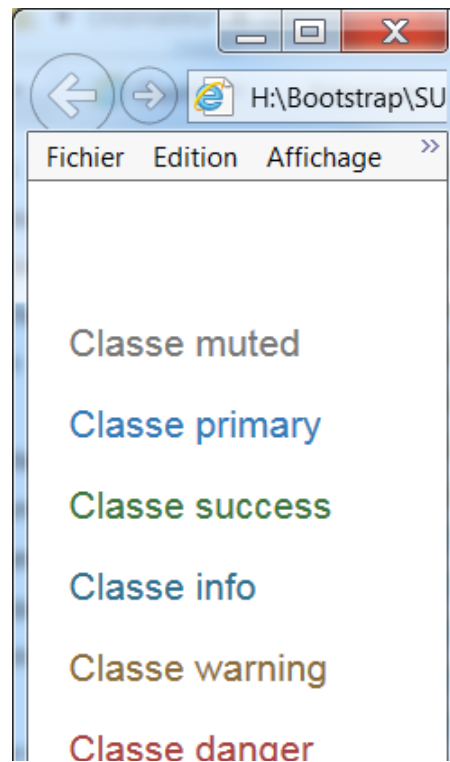 H:\Bootstrap\SU
Fichier Edition Affichage »
Classe muted
Classe primary
Classe success
Classe info
Classe warning
Classe danger